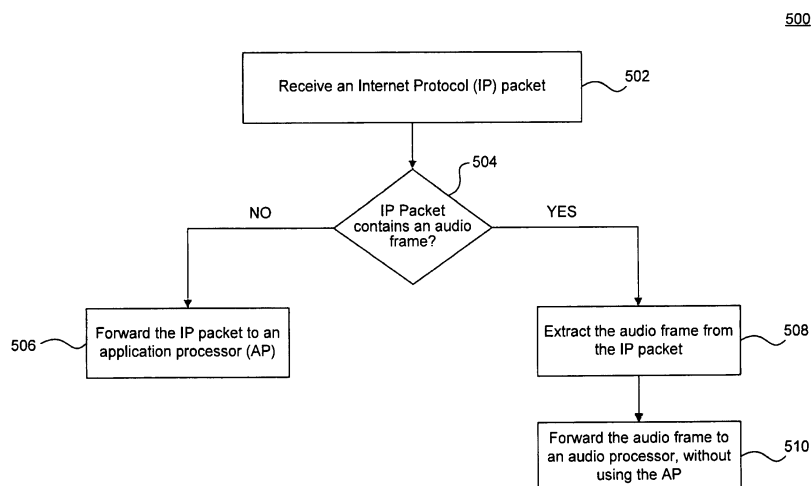 500
Receive an Internet Protocol (IP) packet
502
504
IP Packet
contains an audio
frame?
NO
YES
506
Forward the IP packet to an
application processor (AP)
Extract the audio frame from
the IP packet
508
Forward the audio frame to
an audio processor, without
using the AP
510